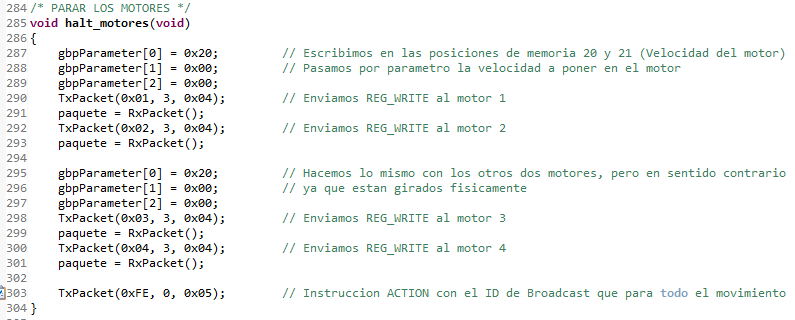 284 /* PARAR LOS MOTORES */
285 void halt_motores(void)
286 {
287     gbpParameter[0] = 0x20;         // Escribimos en las posiciones de memoria 20 y 21 (Velocidad del motor)
288     gbpParameter[1] = 0x00;         // Pasamos por parametro la velocidad a poner en el motor
289     gbpParameter[2] = 0x00;
290     TxPacket(0x01, 3, 0x04);        // Enviamos REG_WRITE al motor 1
291     paquete = RxPacket();
292     TxPacket(0x02, 3, 0x04);        // Enviamos REG_WRITE al motor 2
293     paquete = RxPacket();
294
295     gbpParameter[0] = 0x20;         // Hacemos lo mismo con los otros dos motores, pero en sentido contrario
296     gbpParameter[1] = 0x00;         // ya que estan girados fisicamente
297     gbpParameter[2] = 0x00;
298     TxPacket(0x03, 3, 0x04);        // Enviamos REG_WRITE al motor 3
299     paquete = RxPacket();
300     TxPacket(0x04, 3, 0x04);        // Enviamos REG_WRITE al motor 4
301     paquete = RxPacket();
302
303     TxPacket(0xFE, 0, 0x05);        // Instruccion ACTION con el ID de Broadcast que para todo el movimiento
304 }